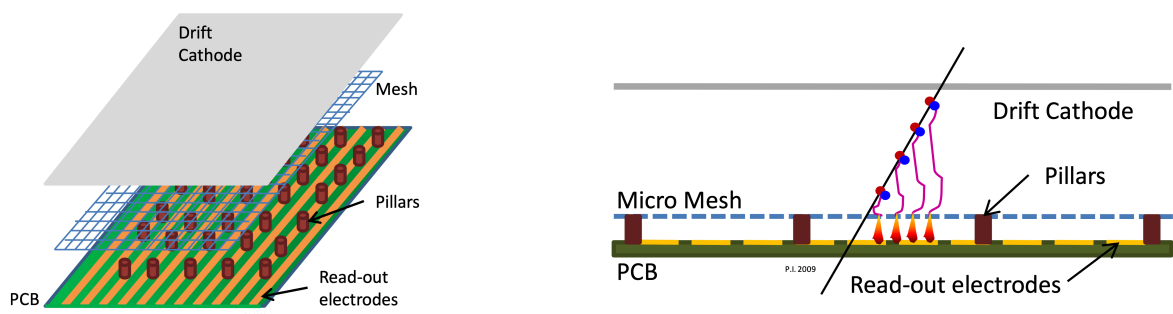 Drift
Cathode
Mesh
Pillars
Read-out
electrodes
PCB
Drift Cathode
Pillars
Micro Mesh
PCB
P.I. 2009
Read-out electrodes